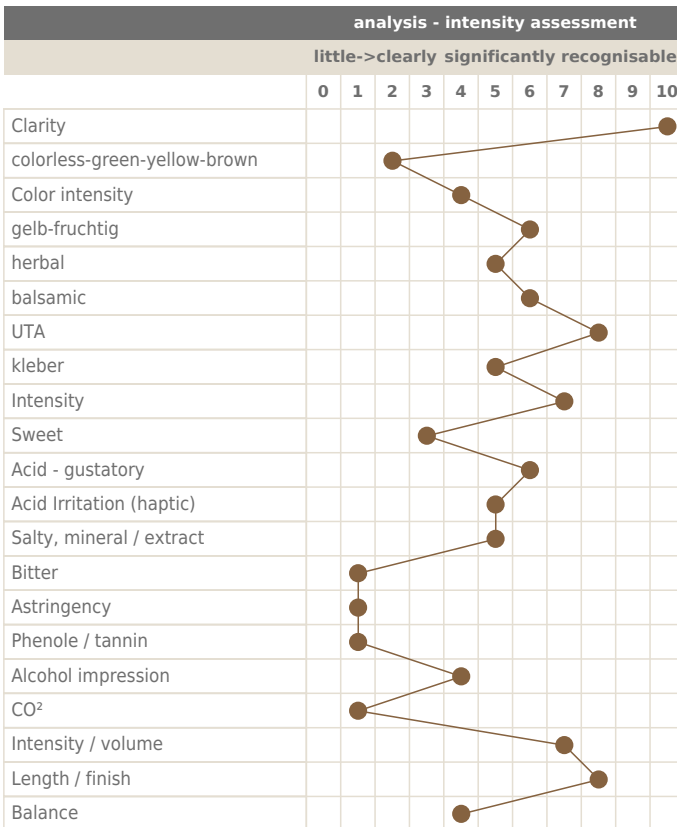 analysis - intensity assessment
little->clearly significantly recognisable
0 1 2 3 4 5 6 7 8 9 10
Clarity
colorless-green-yellow-brown
Color intensity
gelb-fruchtig
herbal
balsamic
UTA
kleber
Intensity
Sweet
Acid - gustatory
Acid Irritation (haptic)
Salty, mineral / extract
Bitter
Astringency
Phenole / tannin
Alcohol impression
CO²
Intensity / volume
Length / finish
Balance